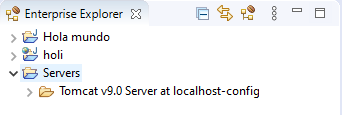 Enterprise Explorer
Hola mundo
holi
Servers
Tomcat v9.0 Server at localhost-config